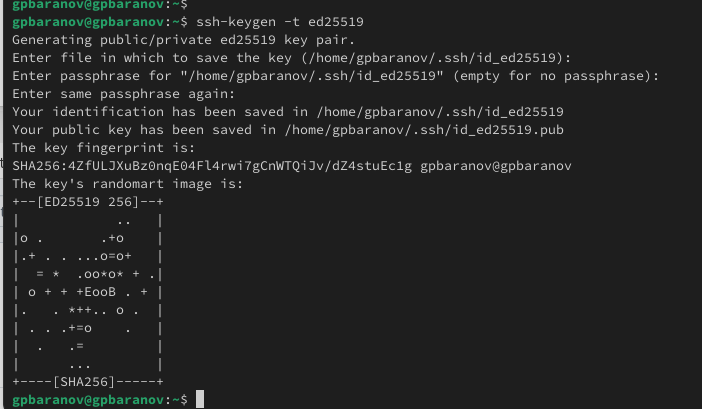 gpbaranov@gpbaranov:~$
gpbaranov@gpbaranov:~$ ssh-keygen -t ed25519
Generating public/private ed25519 key pair.
Enter file in which to save the key (/home/gpbaranov/.ssh/id_ed25519):
Enter passphrase for "/home/gpbaranov/.ssh/id_ed25519" (empty for no passphrase):
Enter same passphrase again:
Your identification has been saved in /home/gpbaranov/.ssh/id_ed25519
Your public key has been saved in /home/gpbaranov/.ssh/id_ed25519.pub
The key fingerprint is:
SHA256:4ZfULJXuBz0nqE04Fl4rwi7gCnWTQiJv/dZ4stuEc1g gpbaranov@gpbaranov
The key's randomart image is:
+--[ED25519 256]--+
|            ..   |
|o .       .+o    |
|.+ . . ...o=o+   |
|  = *  .oo*o* + .|
| o + + +EooB . + |
|.   . *++.. o .  |
| . . .+=o    .   |
|  .   .=         |
|      ...        |
+----[SHA256]-----+
gpbaranov@gpbaranov:~$